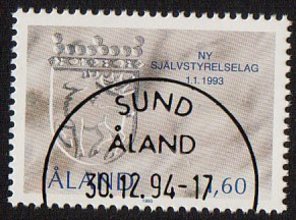 NY
SJÄLVSTYRELSELAG
1.1.1993
SUND
ÅLAND
ÅLAND
30.12.94-17
,60
1993